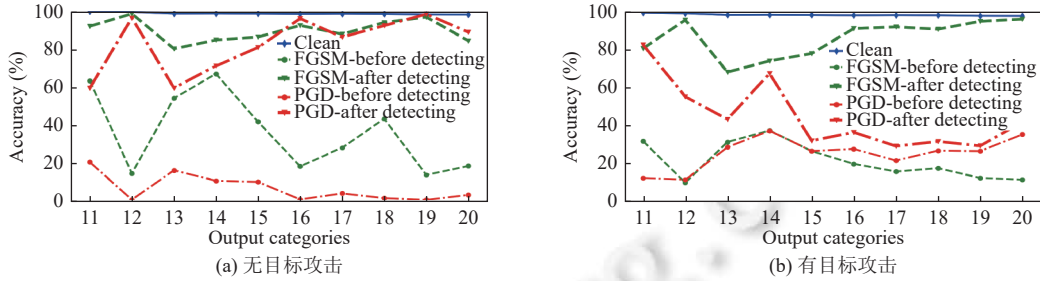 100
80
60
40
20
0
Accuracy (%)
Clean
FGSM-before detecting
FGSM-after detecting
PGD-before detecting
PGD-after detecting
11 12 13 14 15 16 17 18 19 20
Output categories
(a) 无目标攻击
100
80
60
40
20
0
Accuracy (%)
Clean
FGSM-before detecting
FGSM-after detecting
PGD-before detecting
PGD-after detecting
11 12 13 14 15 16 17 18 19 20
Output categories
(b) 有目标攻击